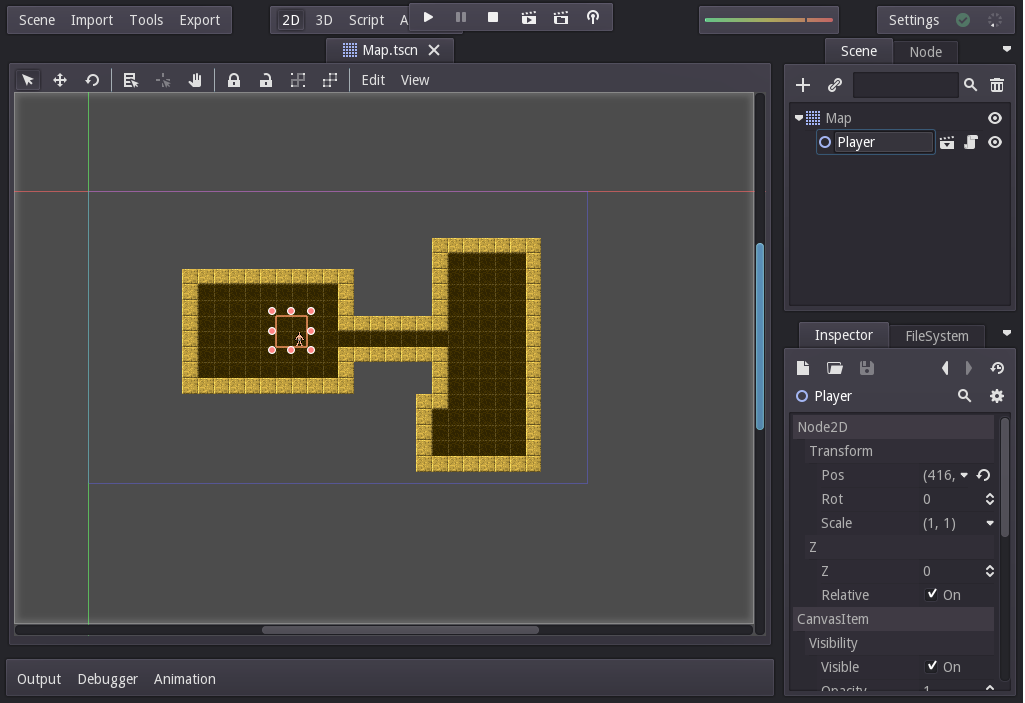 Scene Import Tools Export 2D 3D Script A Settings
Map.tscn
Scene Node
Edit View
Map
Player
Inspector FileSystem
Player
Node2D
Transform
Pos (416,
Rot 0
Scale (1, 1)
Z
Z 0
Relative On
CanvasItem
Visibility
Visible On
Opacity 1
Output Debugger Animation